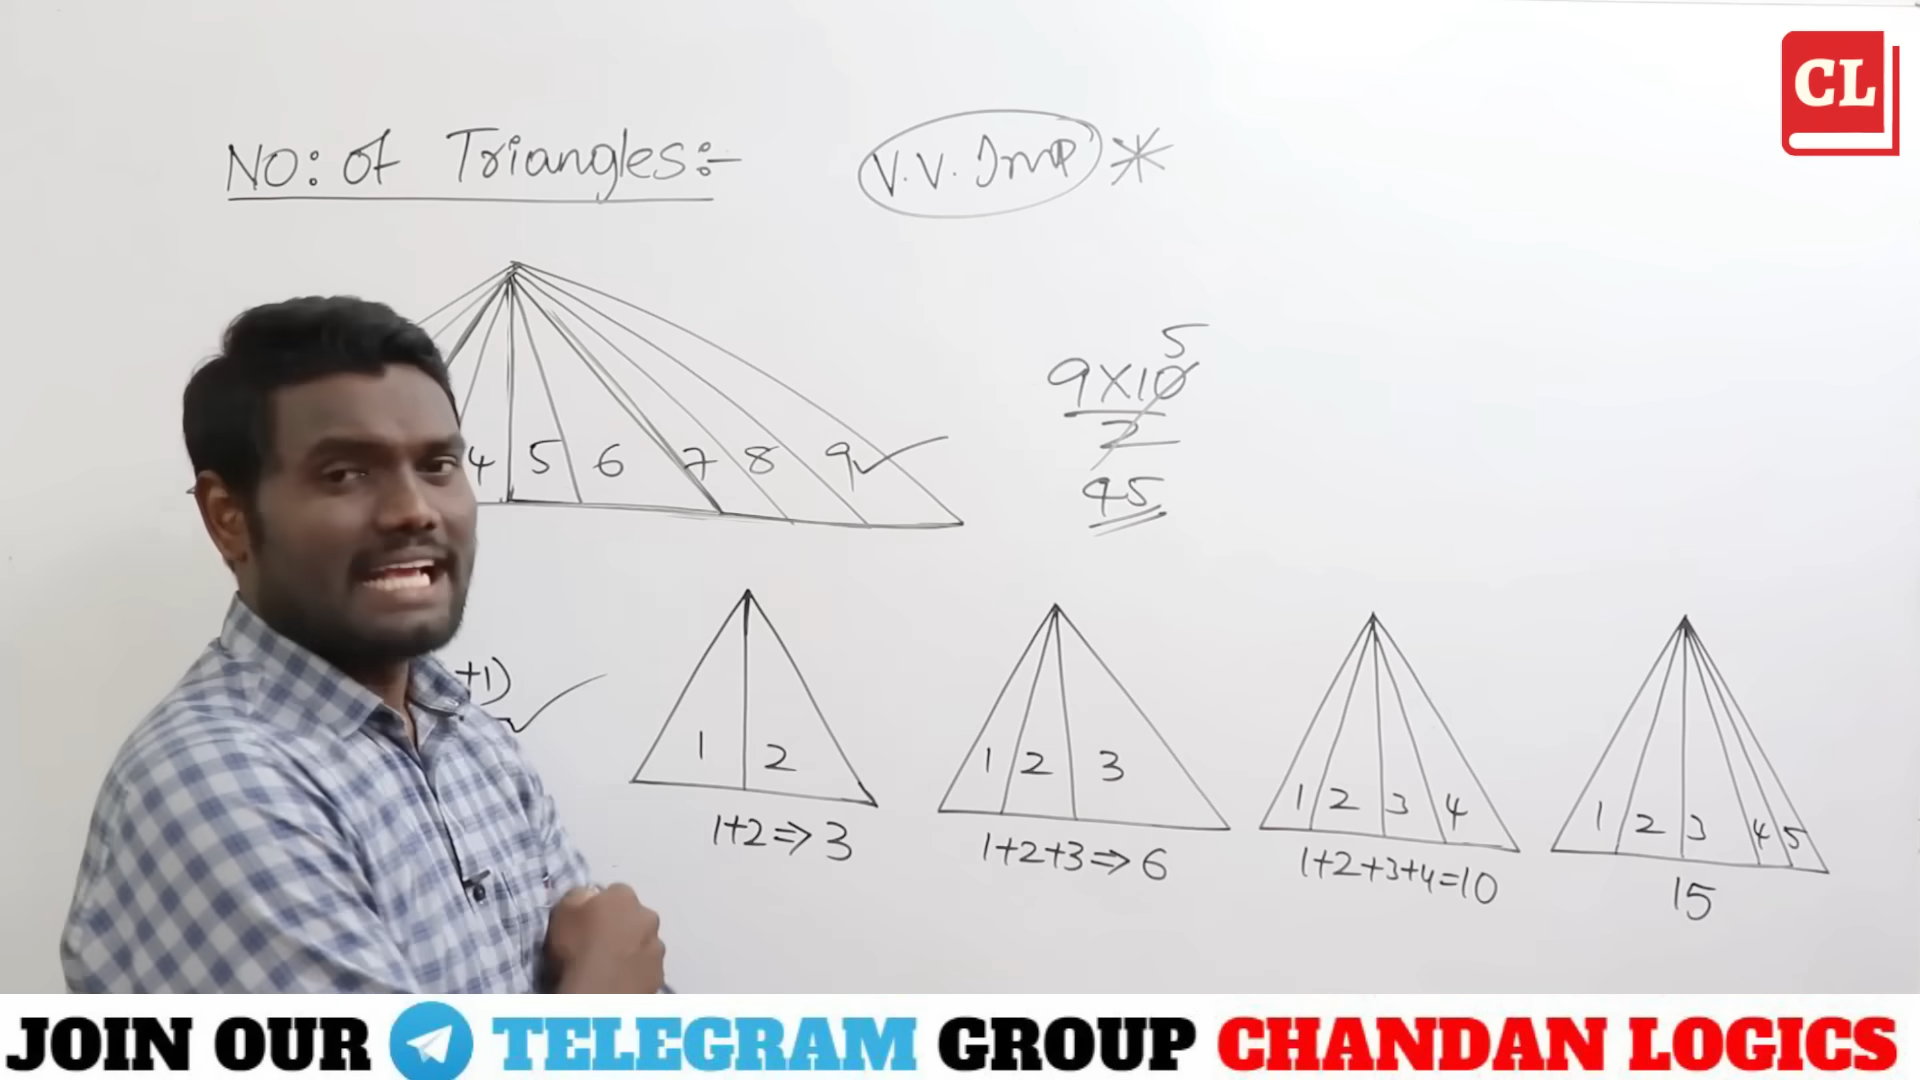 CL
NO: of Triangles:-
V.V. Imp *
5
9X10
2
45
4 5 6 7 8 9
+1)
1 2
1+2⇒3
1 2 3
1+2+3⇒6
1 2 3 4
1+2+3+4=10
1 2 3 4 5
15
JOIN OUR TELEGRAM GROUP CHANDAN LOGICS